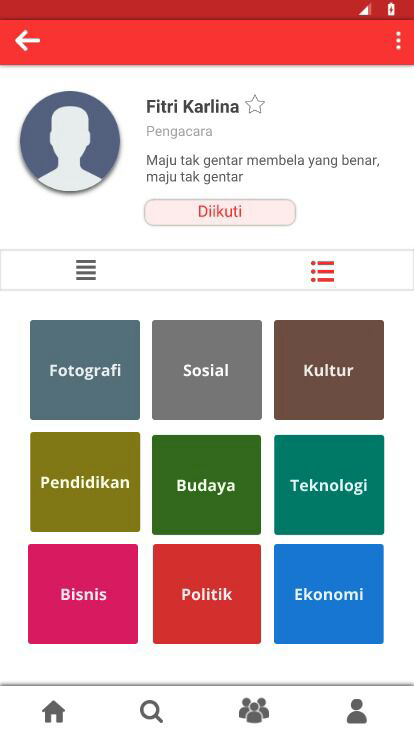 Fitri Karlina
Pengacara
Maju tak gentar membela yang benar,
maju tak gentar
Diikuti
Fotografi
Sosial
Kultur
Pendidikan
Budaya
Teknologi
Bisnis
Politik
Ekonomi